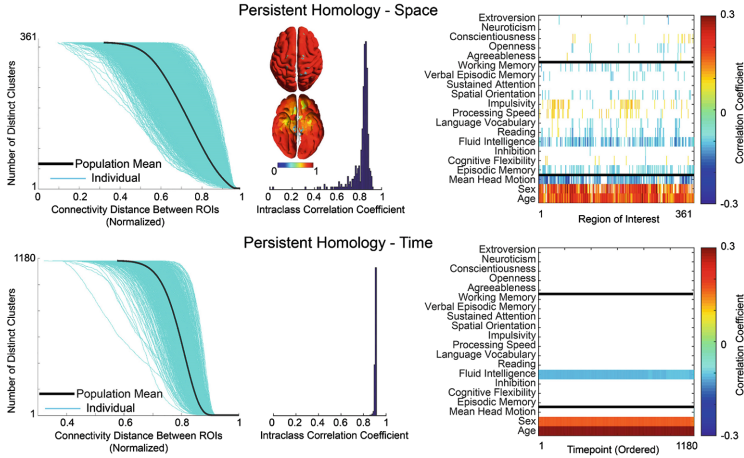 Persistent Homology - Space
361
1
Number of Distinct Clusters
Population Mean
Individual
0
0.2
0.4
0.6
0.8
1
Connectivity Distance Between ROIs
(Normalized)
0
1
0
0.2
0.4
0.6
0.8
1
Intraclass Correlation Coefficient
Extroversion
Neuroticism
Conscientiousness
Openness
Agreeableness
Working Memory
Verbal Episodic Memory
Sustained Attention
Spatial Orientation
Impulsivity
Processing Speed
Language Vocabulary
Reading
Fluid Intelligence
Inhibition
Cognitive Flexibility
Episodic Memory
Mean Head Motion
Sex
Age
1
361
Region of Interest
0.3
0
-0.3
Correlation Coefficient
Persistent Homology - Time
1180
1
Number of Distinct Clusters
Population Mean
Individual
0.4
0.6
0.8
1
Connectivity Distance Between ROIs
(Normalized)
0
0.2
0.4
0.6
0.8
1
Intraclass Correlation Coefficient
Extroversion
Neuroticism
Conscientiousness
Openness
Agreeableness
Working Memory
Verbal Episodic Memory
Sustained Attention
Spatial Orientation
Impulsivity
Processing Speed
Language Vocabulary
Reading
Fluid Intelligence
Inhibition
Cognitive Flexibility
Episodic Memory
Mean Head Motion
Sex
Age
1
1180
Timepoint (Ordered)
0.3
0
-0.3
Correlation Coefficient